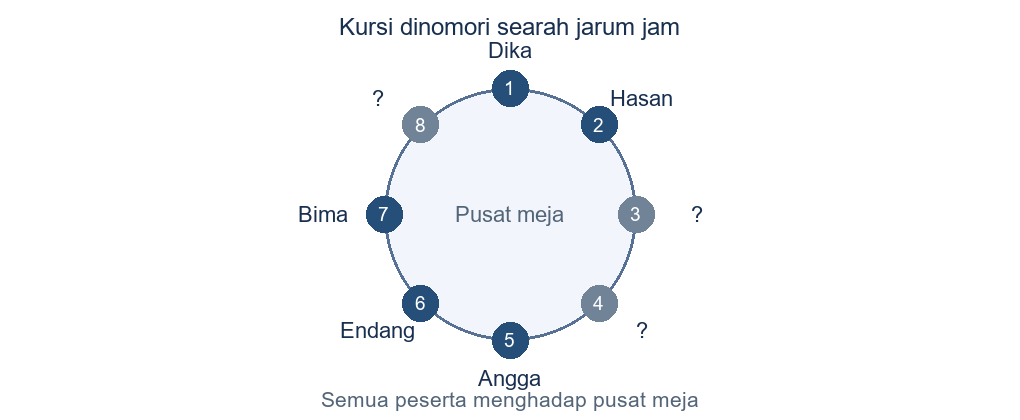 Kursi dinomori searah jarum jam
Dika
1
? 8 2 Hasan
Bima 7 Pusat meja 3 ?
6 4
Endang 5 ?
Angga
Semua peserta menghadap pusat meja